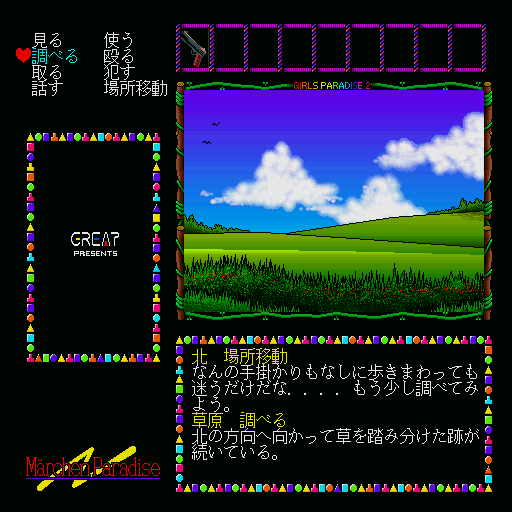 見る 使う
調べる 殴る
取る 犯す
話す 場所移動
GIRLS PARADISE 2
GREAT
PRESENTS
北 場所移動
なんの手掛かりもなしに歩きまわっても
迷うだけだな．．．．もう少し調べてみ
よう。
草原 調べる
北の方向へ向かって草を踏み分けた跡が
続いている。
Märchen Paradise